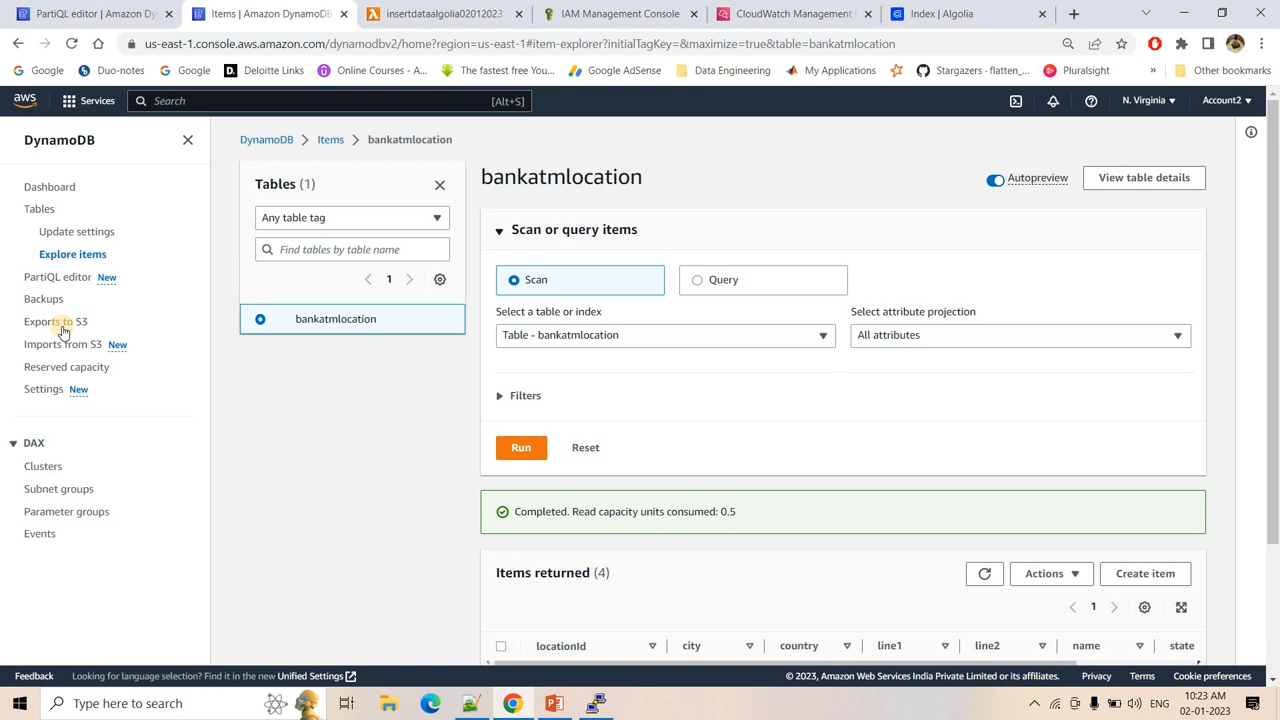 PartiQL editor | Amazon Dy
Items | Amazon DynamoDB
insertdataalgolia02012023
IAM Management Console
CloudWatch Management
Index | Algolia
us-east-1.console.aws.amazon.com/dynamodbv2/home?region=us-east-1#item-explorer?initialTagKey=&maximize=true&table=bankatmlocation
Google
Duo-notes
Google
Deloitte Links
Online Courses - A...
The fastest free You...
Google AdSense
Data Engineering
My Applications
Stargazers · flatten_...
Pluralsight
»
Other bookmarks
aws
Services
Search
[Alt+S]
N. Virginia
Account2
DynamoDB
Dashboard
Tables
Update settings
Explore items
PartiQL editor New
Backups
Exports to S3
Imports from S3 New
Reserved capacity
Settings New
DAX
Clusters
Subnet groups
Parameter groups
Events
DynamoDB
Items
bankatmlocation
Tables (1)
Any table tag
Find tables by table name
1
bankatmlocation
bankatmlocation
Autopreview
View table details
Scan or query items
Scan
Query
Select a table or index
Table - bankatmlocation
Select attribute projection
All attributes
Filters
Run
Reset
Completed. Read capacity units consumed: 0.5
Items returned (4)
Actions
Create item
1
locationId
city
country
line1
line2
name
state
Feedback
Looking for language selection? Find it in the new Unified Settings
© 2023, Amazon Web Services India Private Limited or its affiliates.
Privacy
Terms
Cookie preferences
Type here to search
ENG
10:23 AM
02-01-2023